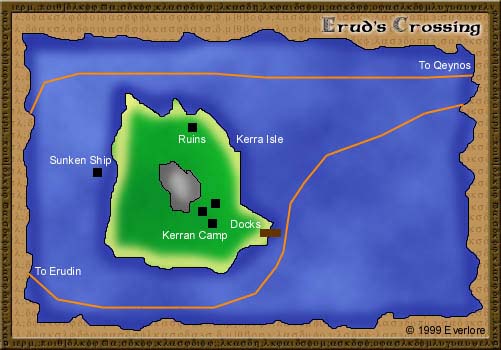 Erud's Crossing
To Qeynos
Ruins
Kerra Isle
Sunken Ship
Docks
Kerran Camp
To Erudin
© 1999 Everlore